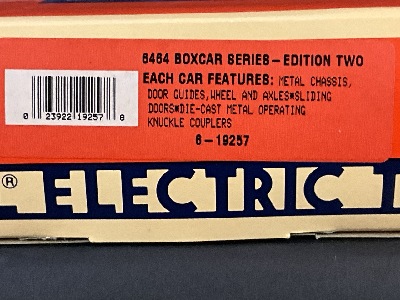 6464 BOXCAR SERIES-EDITION TWO
EACH CAR FEATURES: METAL CHASSIS,
DOOR GUIDES,WHEEL AND AXLES*SLIDING
DOORS*DIE-CAST METAL OPERATING
KNUCKLE COUPLERS
6-19257
0 23922 19257 8
® ELECTRIC T